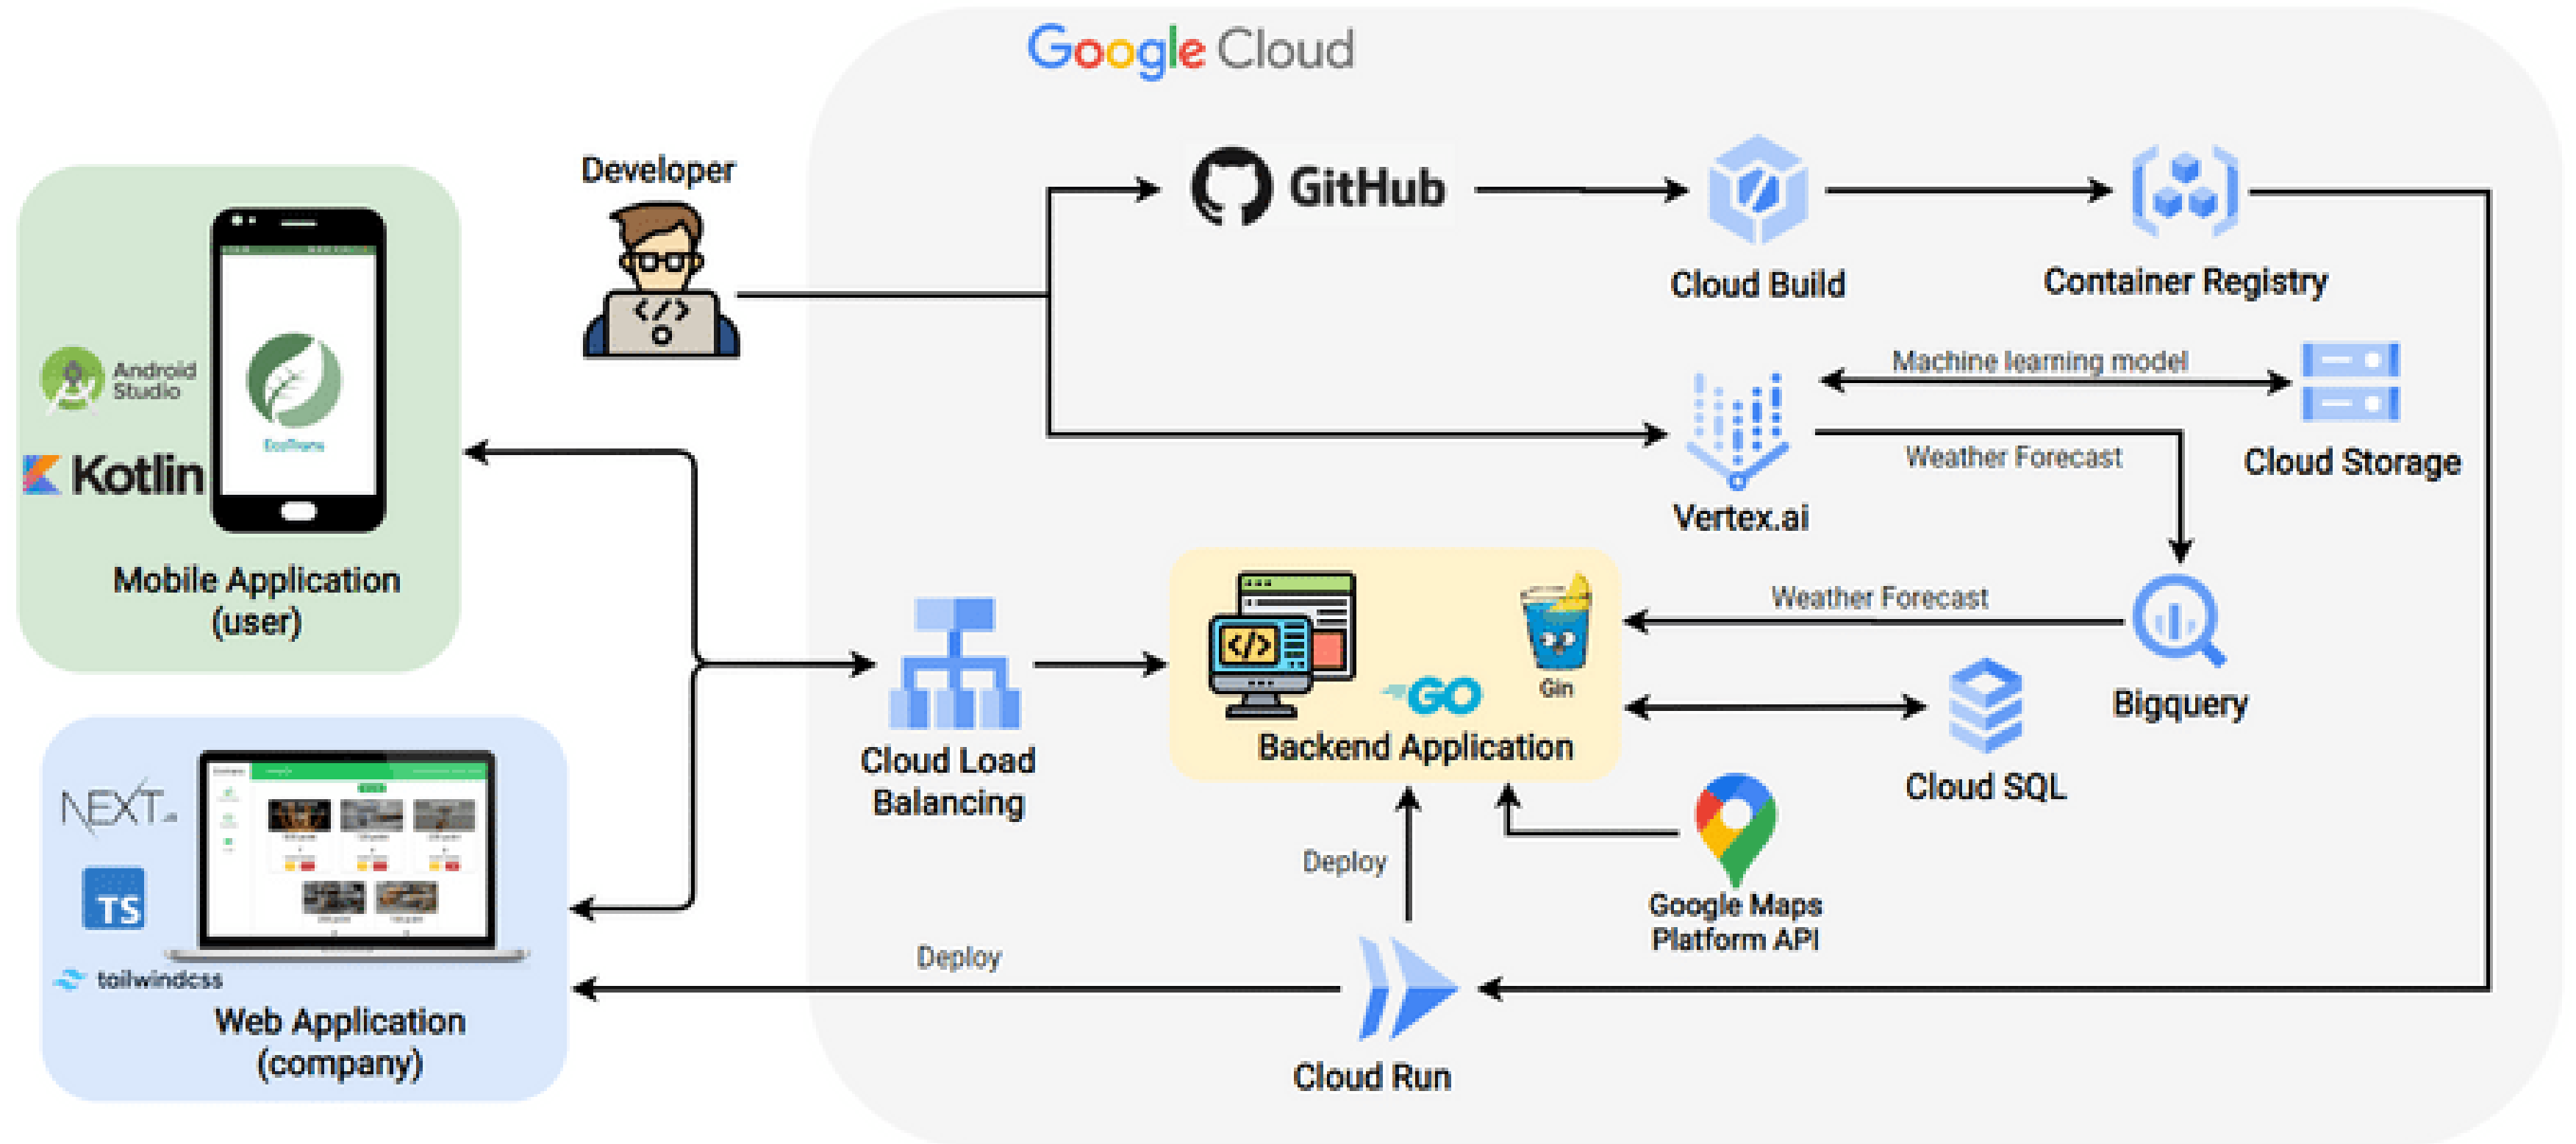 Google Cloud
Developer
GitHub
Cloud Build
Container Registry
Android
Studio
Kotlin
EcoTrans
Mobile Application
(user)
Machine learning model
Cloud Storage
Weather Forecast
Vertex.ai
Weather Forecast
Bigquery
Cloud Load
Balancing
</>
GO
Gin
Backend Application
Cloud SQL
Deploy
Google Maps
Platform API
NEXT
TS
tailwindcss
Web Application
(company)
Deploy
Cloud Run
</>